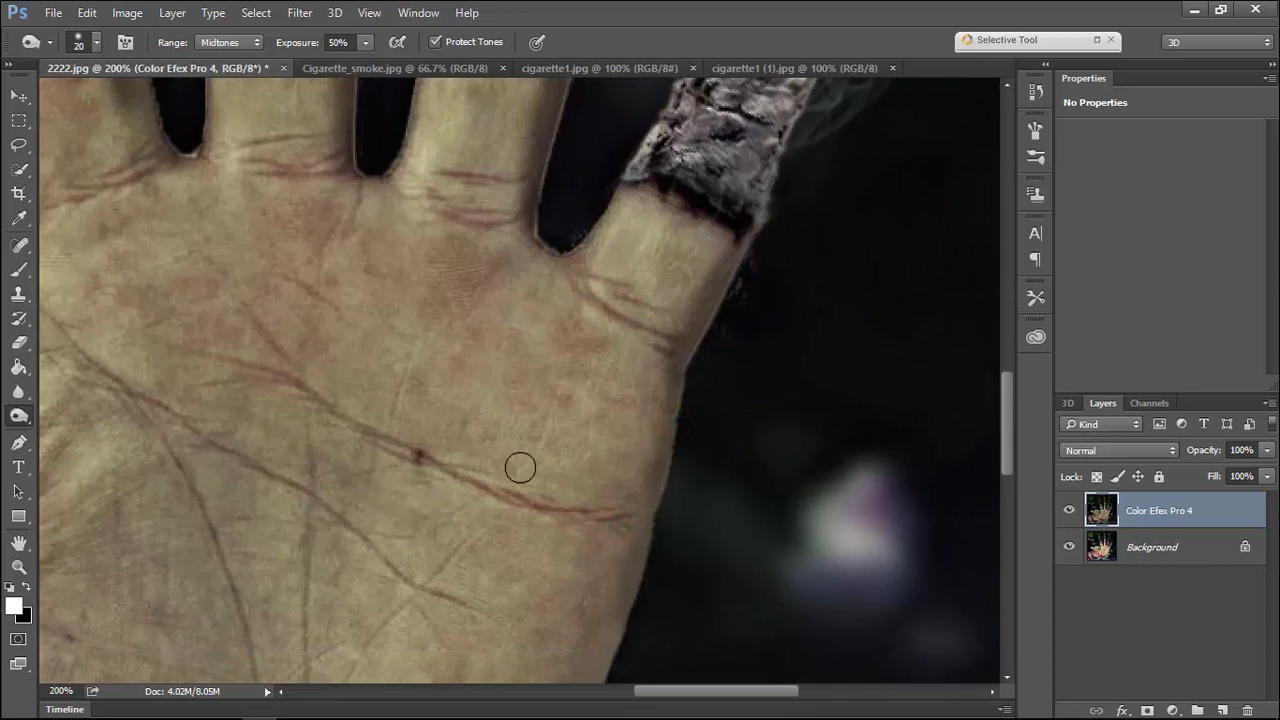 Ps File Edit Image Layer Type Select Filter 3D View Window Help
20 Range: Midtones Exposure: 50% Protect Tones Selective Tool 3D
2222.jpg @ 200% (Color Efex Pro 4, RGB/8*) * Cigarette_smoke.jpg @ 66.7% (RGB/8) cigarette1.jpg @ 100% (RGB/8#) cigarette1 (1).jpg @ 100% (RGB/8)
Properties
No Properties
3D Layers Channels
Kind
Normal Opacity: 100%
Lock: Fill: 100%
Color Efex Pro 4
Background
200% Doc: 4.02M/8.05M
Timeline